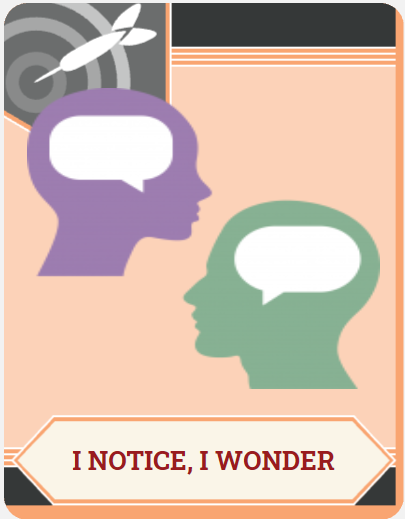 I NOTICE, I WONDER